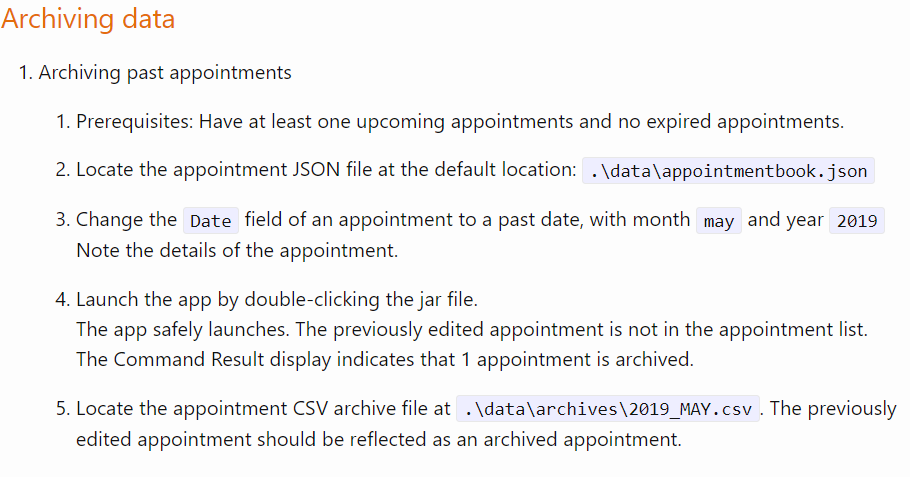 Archiving data
1. Archiving past appointments
1. Prerequisites: Have at least one upcoming appointments and no expired appointments.
2. Locate the appointment JSON file at the default location: .\data\appointmentbook.json
3. Change the Date field of an appointment to a past date, with month may and year 2019
Note the details of the appointment.
4. Launch the app by double-clicking the jar file.
The app safely launches. The previously edited appointment is not in the appointment list.
The Command Result display indicates that 1 appointment is archived.
5. Locate the appointment CSV archive file at .\data\archives\2019_MAY.csv. The previously
edited appointment should be reflected as an archived appointment.